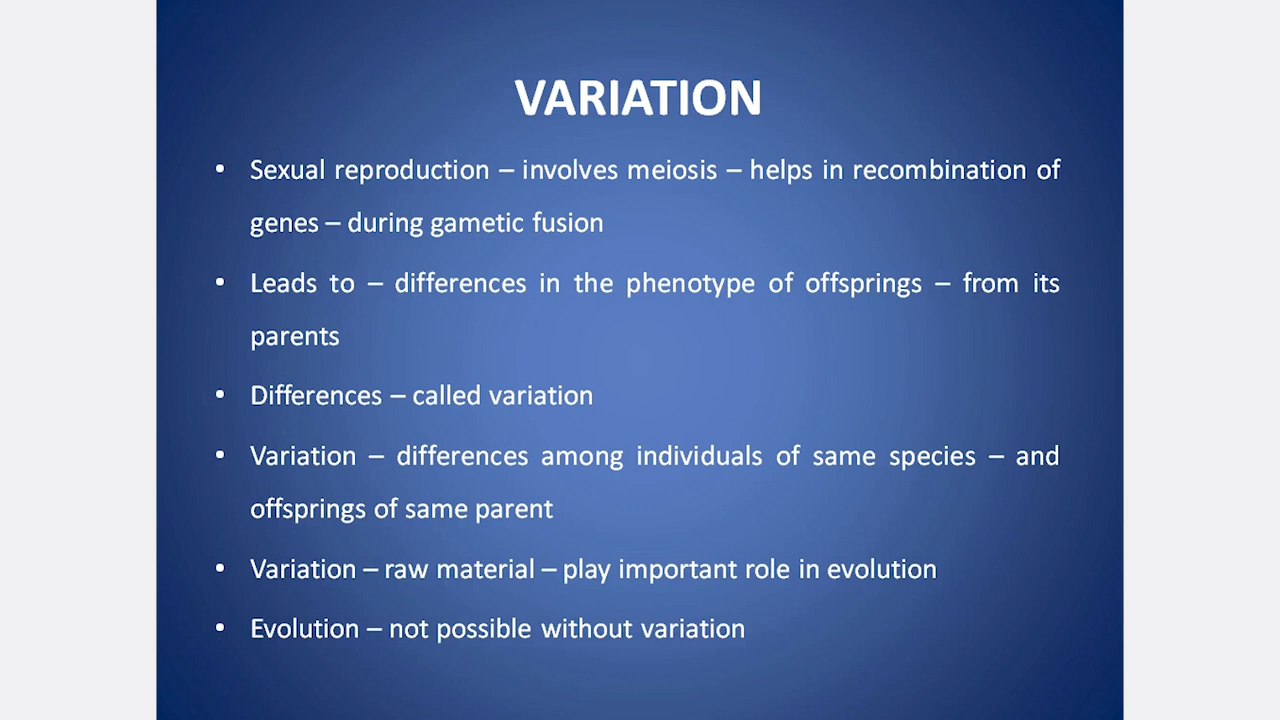 VARIATION
• Sexual reproduction – involves meiosis – helps in recombination of
genes – during gametic fusion
• Leads to – differences in the phenotype of offsprings – from its
parents
• Differences – called variation
• Variation – differences among individuals of same species – and
offsprings of same parent
• Variation – raw material – play important role in evolution
• Evolution – not possible without variation